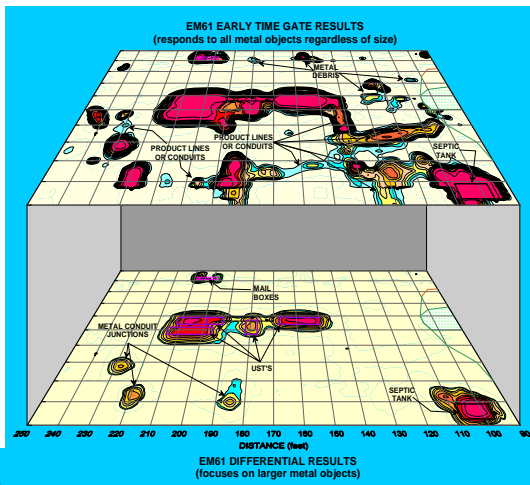 EM61 EARLY TIME GATE RESULTS
(responds to all metal objects regardless of size)
METAL
DEBRIS
PRODUCT LINES
OR CONDUITS
PRODUCT LINES
OR CONDUITS
SEPTIC
TANK
MAIL
BOXES
METAL CONDUIT
JUNCTIONS
UST'S
SEPTIC
TANK
260 240 220 210 200 190 180 170 160 150 140 130 120 110 100 90
DISTANCE (feet)
EM61 DIFFERENTIAL RESULTS
(focuses on larger metal objects)